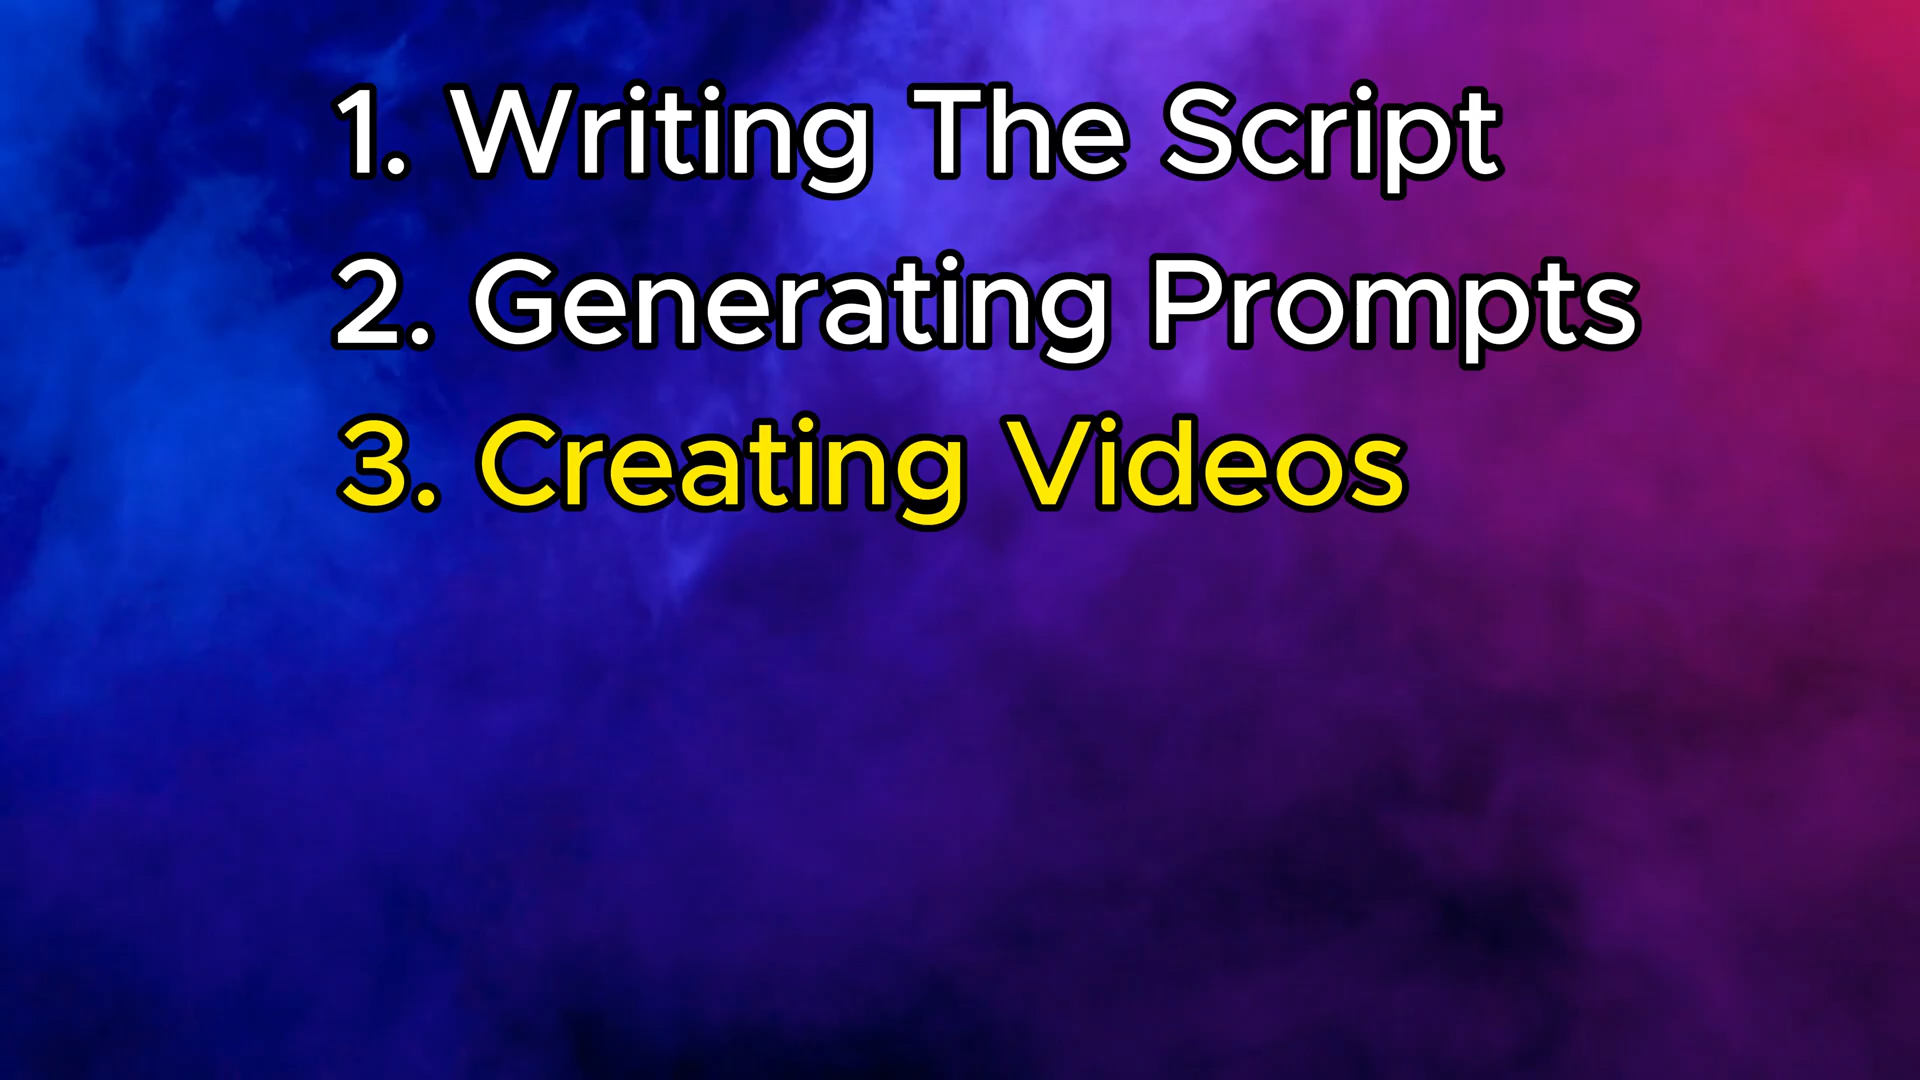 1. Writing The Script
2. Generating Prompts
3. Creating Videos